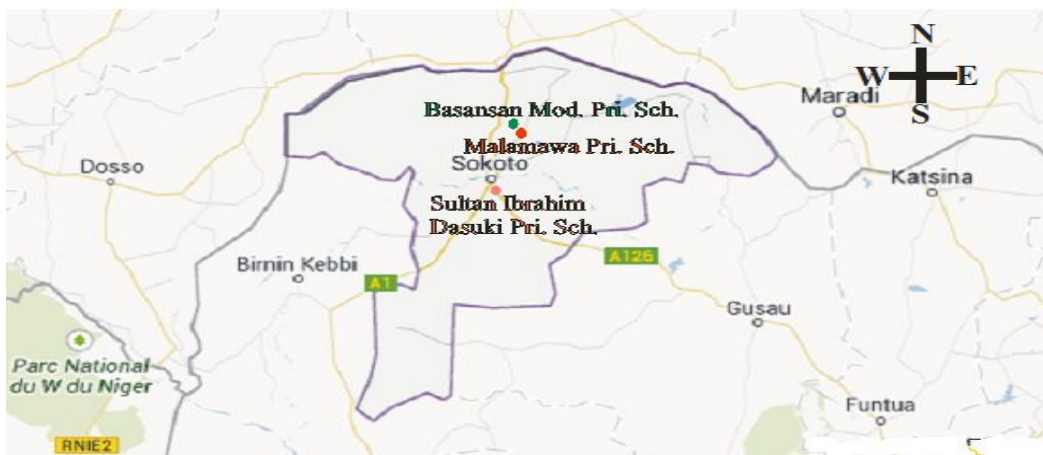 N
W E
S
Maradi
Basansan Mod. Pri. Sch.
Malamawa Pri. Sch.
Dosso
Sokoto
Katsina
Sultan Ibrahim
Dasuki Pri. Sch.
A126
Birnin Kebbi
A1
Gusau
Parc National
du W du Niger
Funtua
RNIE2